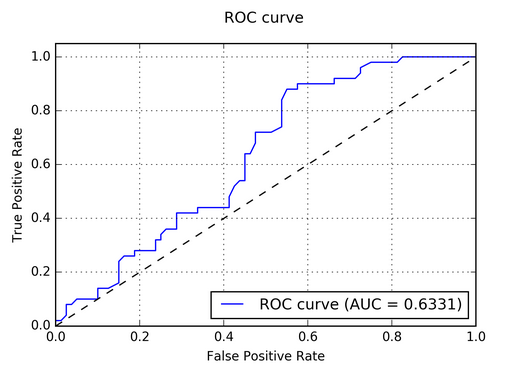 ROC curve
1.0
0.8
0.6
0.4
0.2
0.0
True Positive Rate
ROC curve (AUC = 0.6331)
0.0 0.2 0.4 0.6 0.8 1.0
False Positive Rate